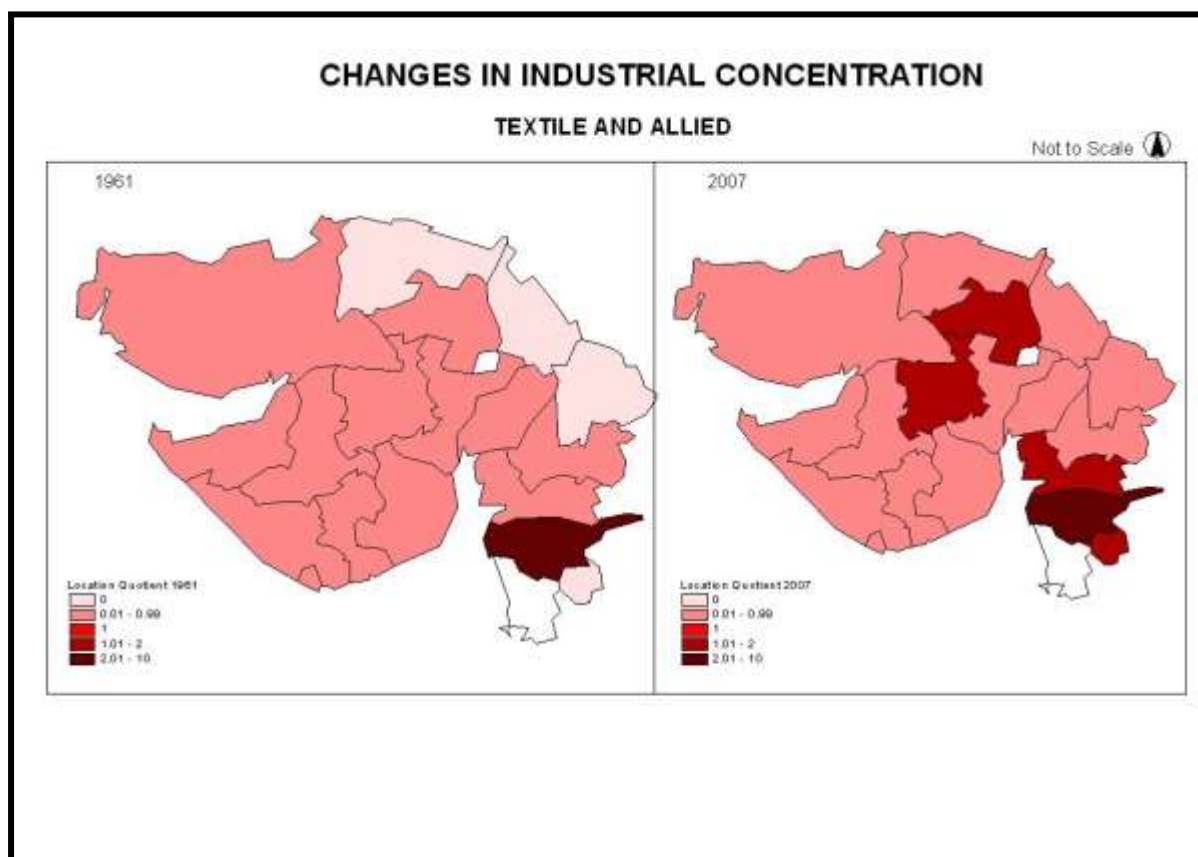 CHANGES IN INDUSTRIAL CONCENTRATION
TEXTILE AND ALLIED
Not to Scale
1961
2007
Location Quotient 1961
0
0.01 - 0.99
1
1.01 - 2
2.01 - 10
Location Quotient 2007
0
0.01 - 0.99
1
1.01 - 2
2.01 - 10